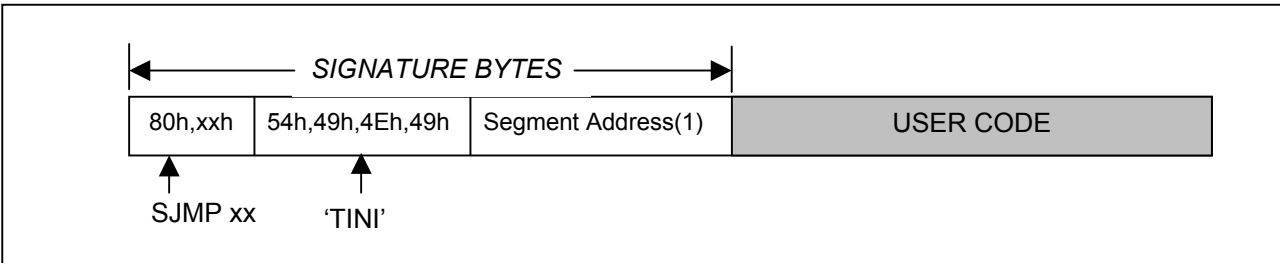 SIGNATURE BYTES
80h,xxh
54h,49h,4Eh,49h
Segment Address(1)
USER CODE
SJMP xx
‘TINI’